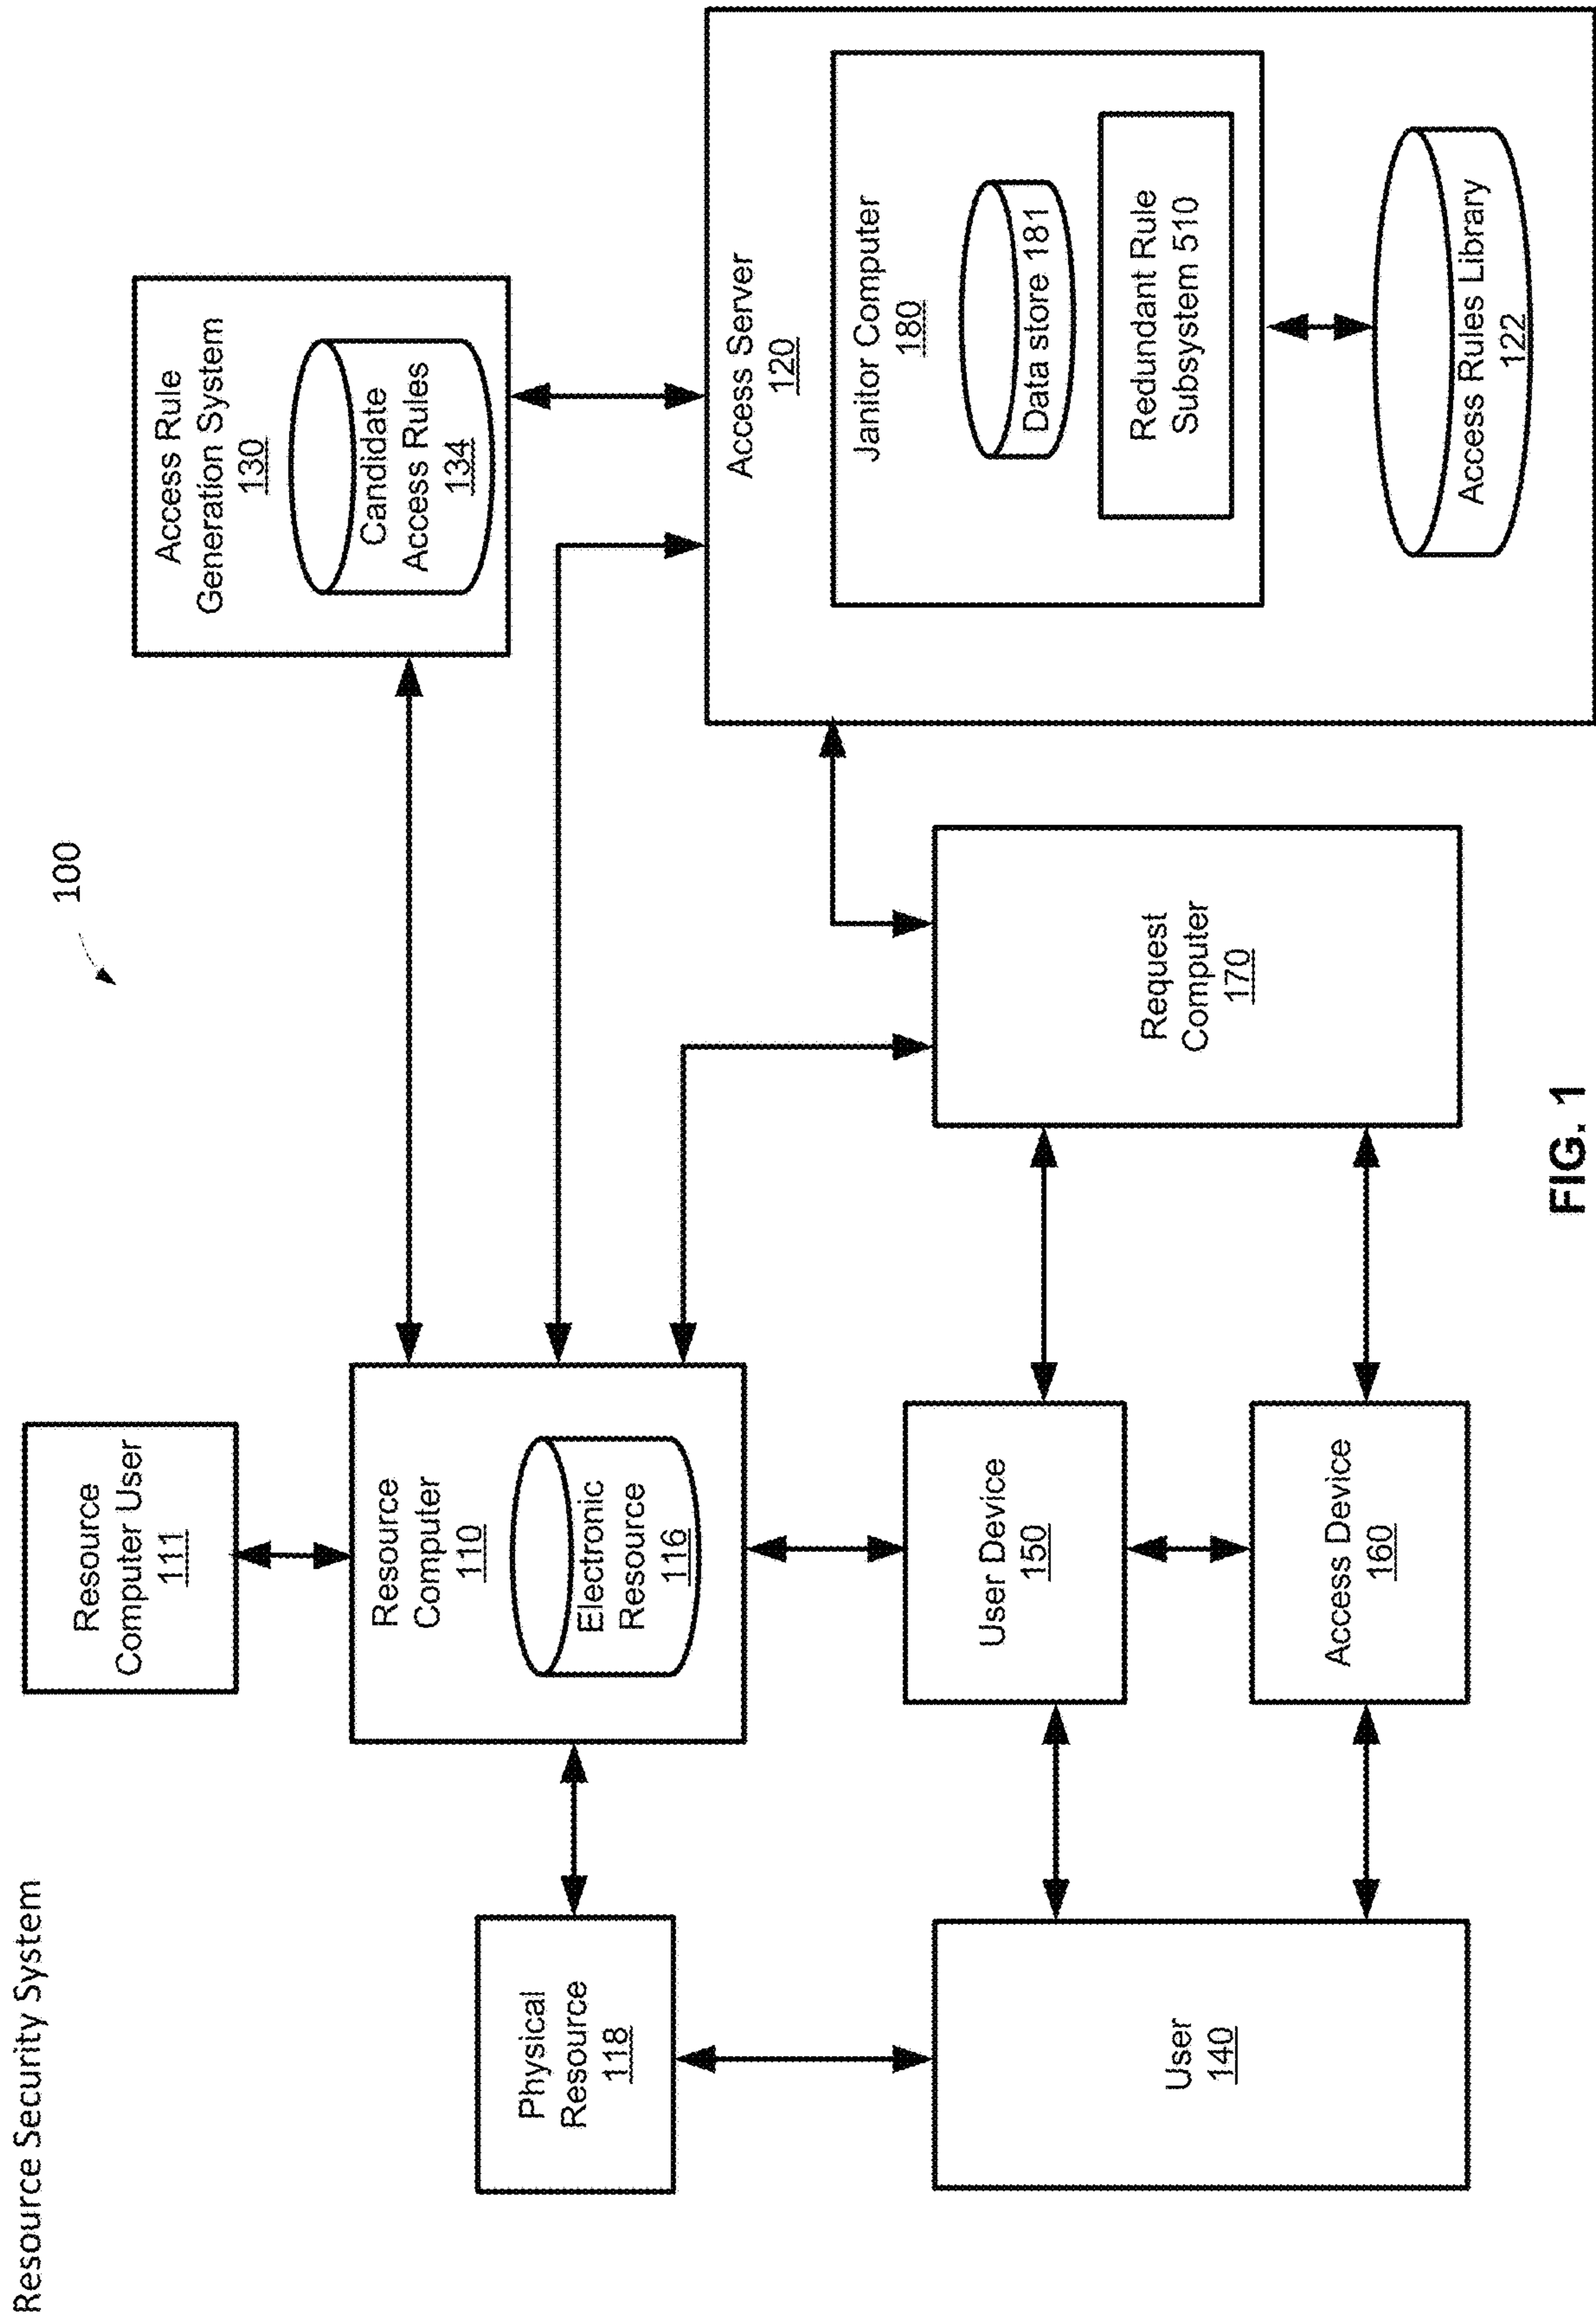 Resource Security System
100
Resource
Computer User
111
Access Rule
Generation System
130
Candidate
Access Rules
134
Physical
Resource
118
Resource
Computer
110
Electronic
Resource
116
Access Server
120
Janitor Computer
180
Data store 181
Redundant Rule
Subsystem 510
Access Rules Library
122
User
140
User Device
150
Access Device
160
Request
Computer
170
FIG. 1